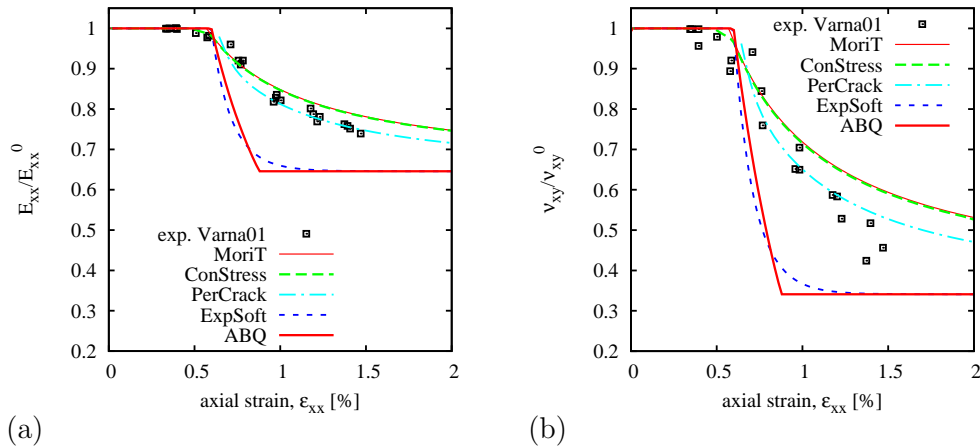 1
0.9
0.8
0.7
0.6
0.5
0.4
0.3
0.2
0 0.5 1 1.5 2
E_xx/E_xx^0
axial strain, ε_xx [%]
exp. Varna01
MoriT
ConStress
PerCrack
ExpSoft
ABQ
(a)
1
0.9
0.8
0.7
0.6
0.5
0.4
0.3
0.2
0 0.5 1 1.5 2
ν_xy/ν_xy^0
axial strain, ε_xx [%]
exp. Varna01
MoriT
ConStress
PerCrack
ExpSoft
ABQ
(b)